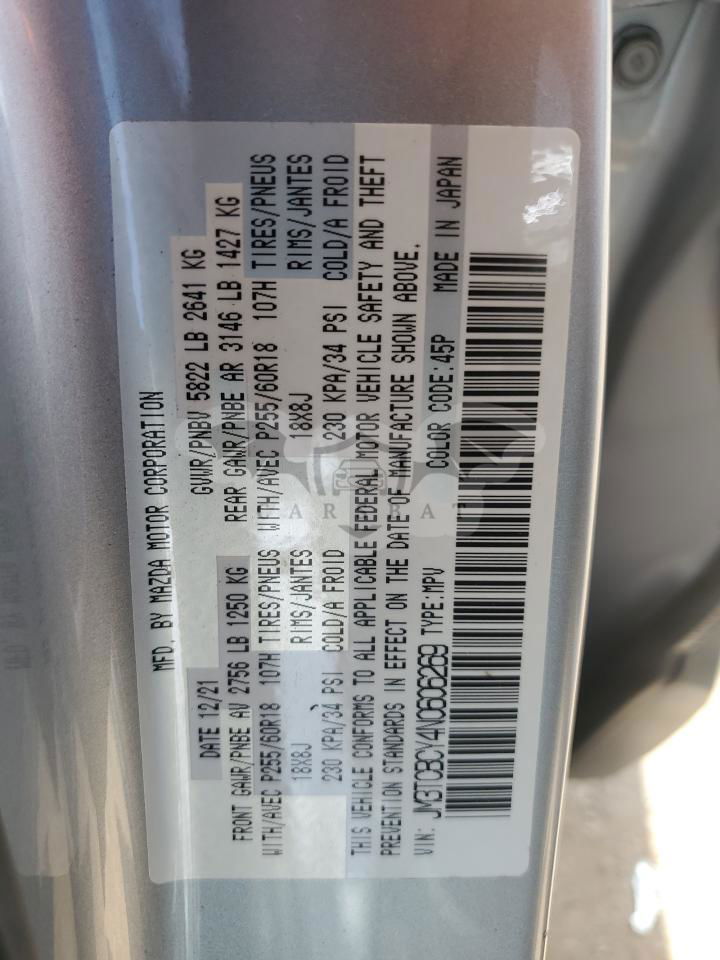 MFD. BY MAZDA MOTOR CORPORATION
DATE 12/21 GVWR/PNBV 5822 LB 2641 KG
FRONT GAWR/PNBE AV 2756 LB 1250 KG REAR GAWR/PNBE AR 3146 LB 1427 KG
WITH/AVEC P255/60R18 107H TIRES/PNEUS WITH/AVEC P255/60R18 107H TIRES/PNEUS
18X8J RIMS/JANTES 18X8J RIMS/JANTES
230 KPA/34 PSI COLD/À FROID 230 KPA/34 PSI COLD/A FROID
THIS VEHICLE CONFORMS TO ALL APPLICABLE FEDERAL MOTOR VEHICLE SAFETY AND THEFT
PREVENTION STANDARDS IN EFFECT ON THE DATE OF MANUFACTURE SHOWN ABOVE.
VIN: JM3TCBCY4N0606269 TYPE:MPV COLOR CODE:45P MADE IN JAPAN
CAR BAT